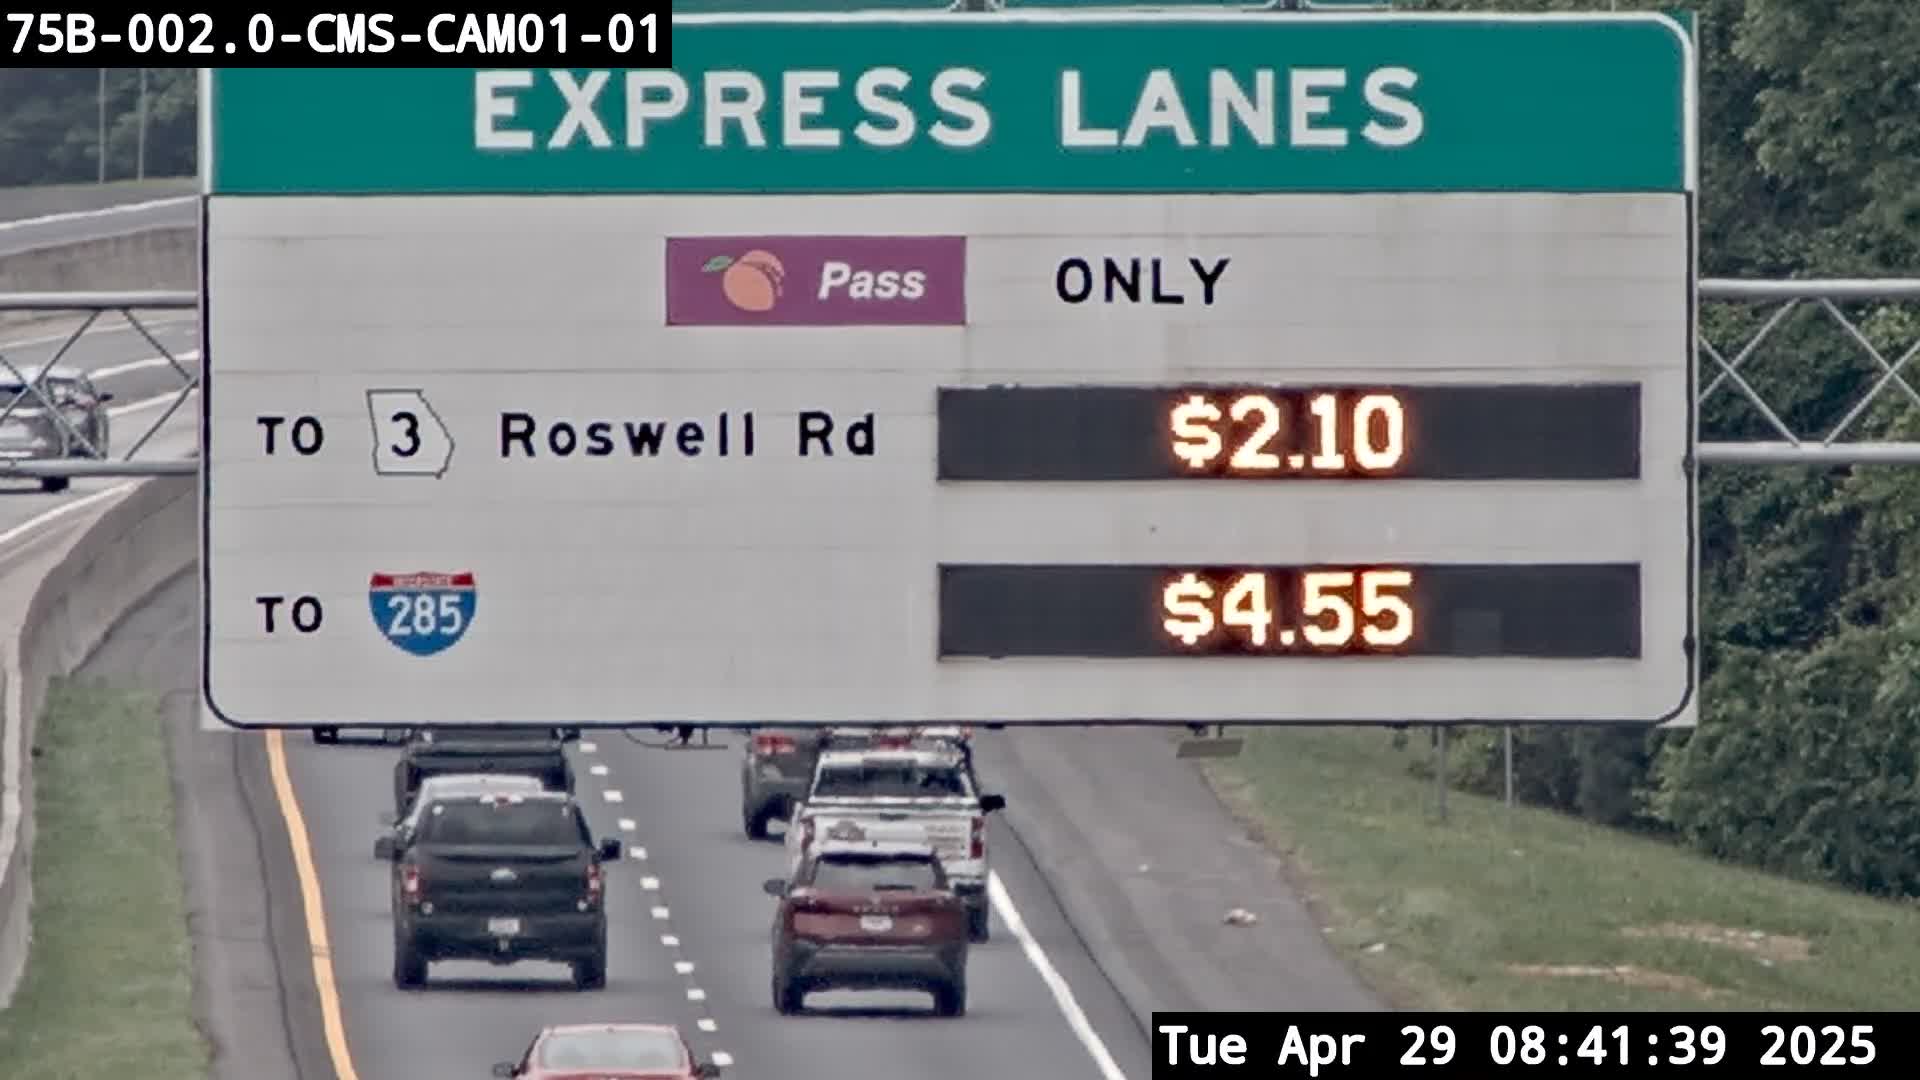 75B-002.0-CMS-CAM01-01
EXPRESS LANES
Pass ONLY
TO 3 Roswell Rd $2.10
TO INTERSTATE 285 $4.55
Tue Apr 29 08:41:39 2025